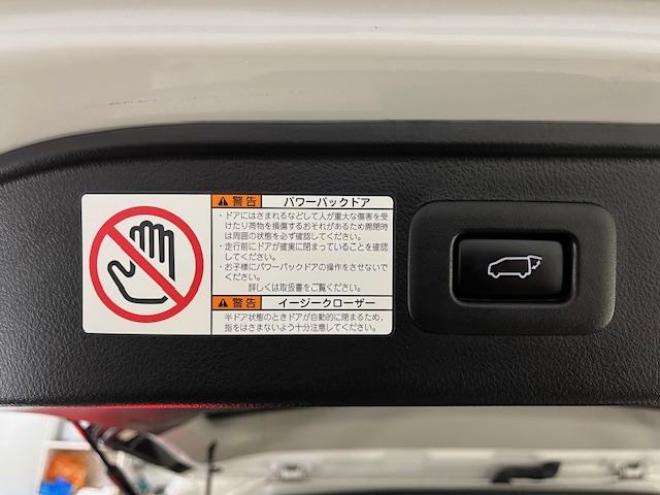 警告 パワーバックドア
・ドアにはさまれるなどして人が重大な傷害を受
けたり荷物を損傷するおそれがあるため開閉時
は周囲の状態を必ず確認してください。
・走行前にドアが確実に閉まっていることを確認
してください。
・お子様にパワーバックドアの操作をさせないで
ください。
詳しくは取扱書をご覧ください。
警告 イージークローザー
半ドア状態のときドアが自動的に閉まるため、
指をはさまないよう十分注意してください。